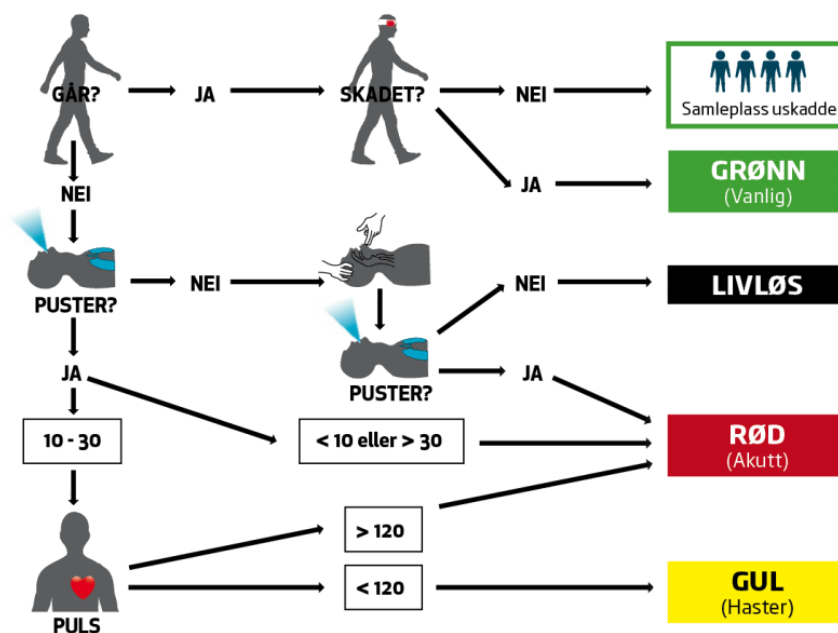 GÅR?
JA
SKADET?
NEI
Samleplass uskadde
JA
GRØNN
(Vanlig)
NEI
PUSTER?
NEI
PUSTER?
NEI
LIVLØS
JA
JA
10 - 30
< 10 eller > 30
RØD
(Akutt)
> 120
PULS
< 120
GUL
(Haster)